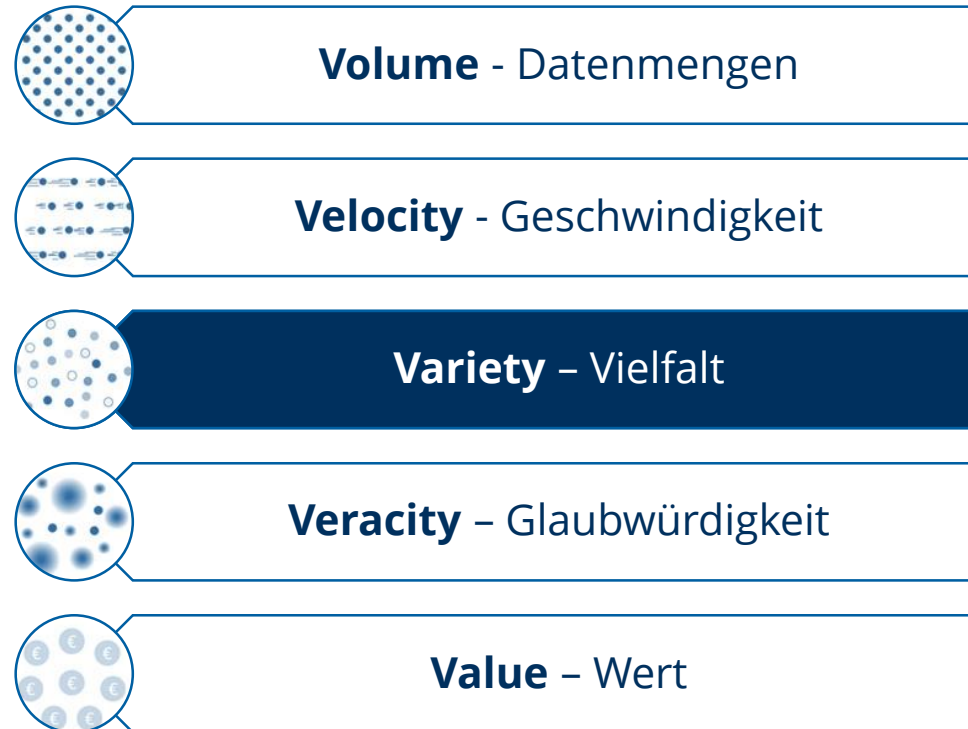 Volume - Datenmengen
Velocity - Geschwindigkeit
Variety – Vielfalt
Veracity – Glaubwürdigkeit
€ € €
Value – Wert
€ € €
€ €